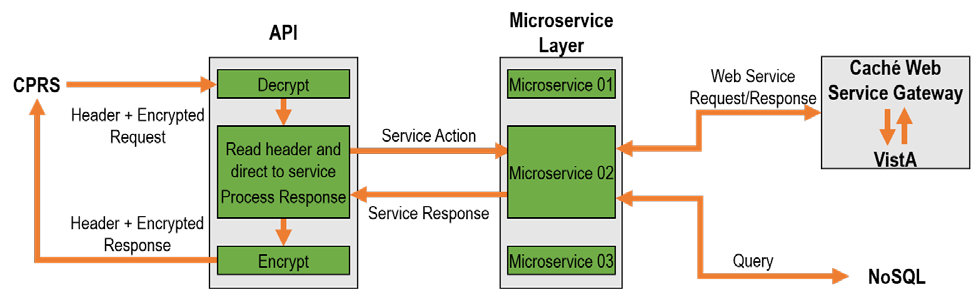 API
Microservice
Layer
CPRS
Decrypt
Header + Encrypted
Request
Read header and
direct to service
Process Response
Header + Encrypted
Response
Encrypt
Service Action
Service Response
Microservice 01
Microservice 02
Microservice 03
Web Service
Request/Response
Caché Web
Service Gateway
VistA
Query
NoSQL